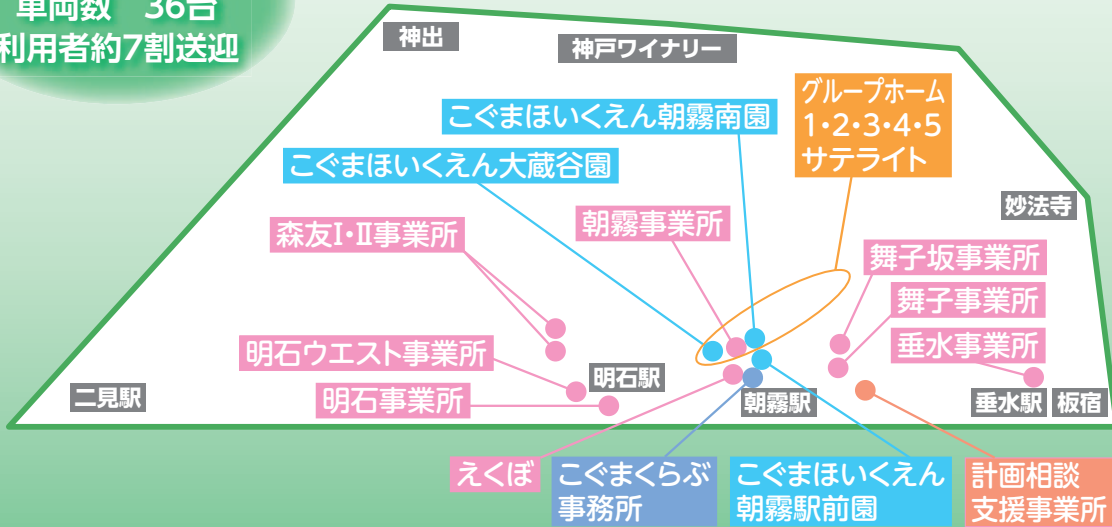 車両数 36台
利用者約7割送迎
神出
神戸ワイナリー
グループホーム
1・2・3・4・5
サテライト
こぐまほいくえん朝霧南園
こぐまほいくえん大蔵谷園
妙法寺
森友I・II事業所
朝霧事業所
舞子坂事業所
舞子事業所
明石ウエスト事業所
垂水事業所
明石駅
二見駅
明石事業所
朝霧駅
垂水駅
板宿
えくぼ
こぐまくらぶ
事務所
こぐまほいくえん
朝霧駅前園
計画相談
支援事業所